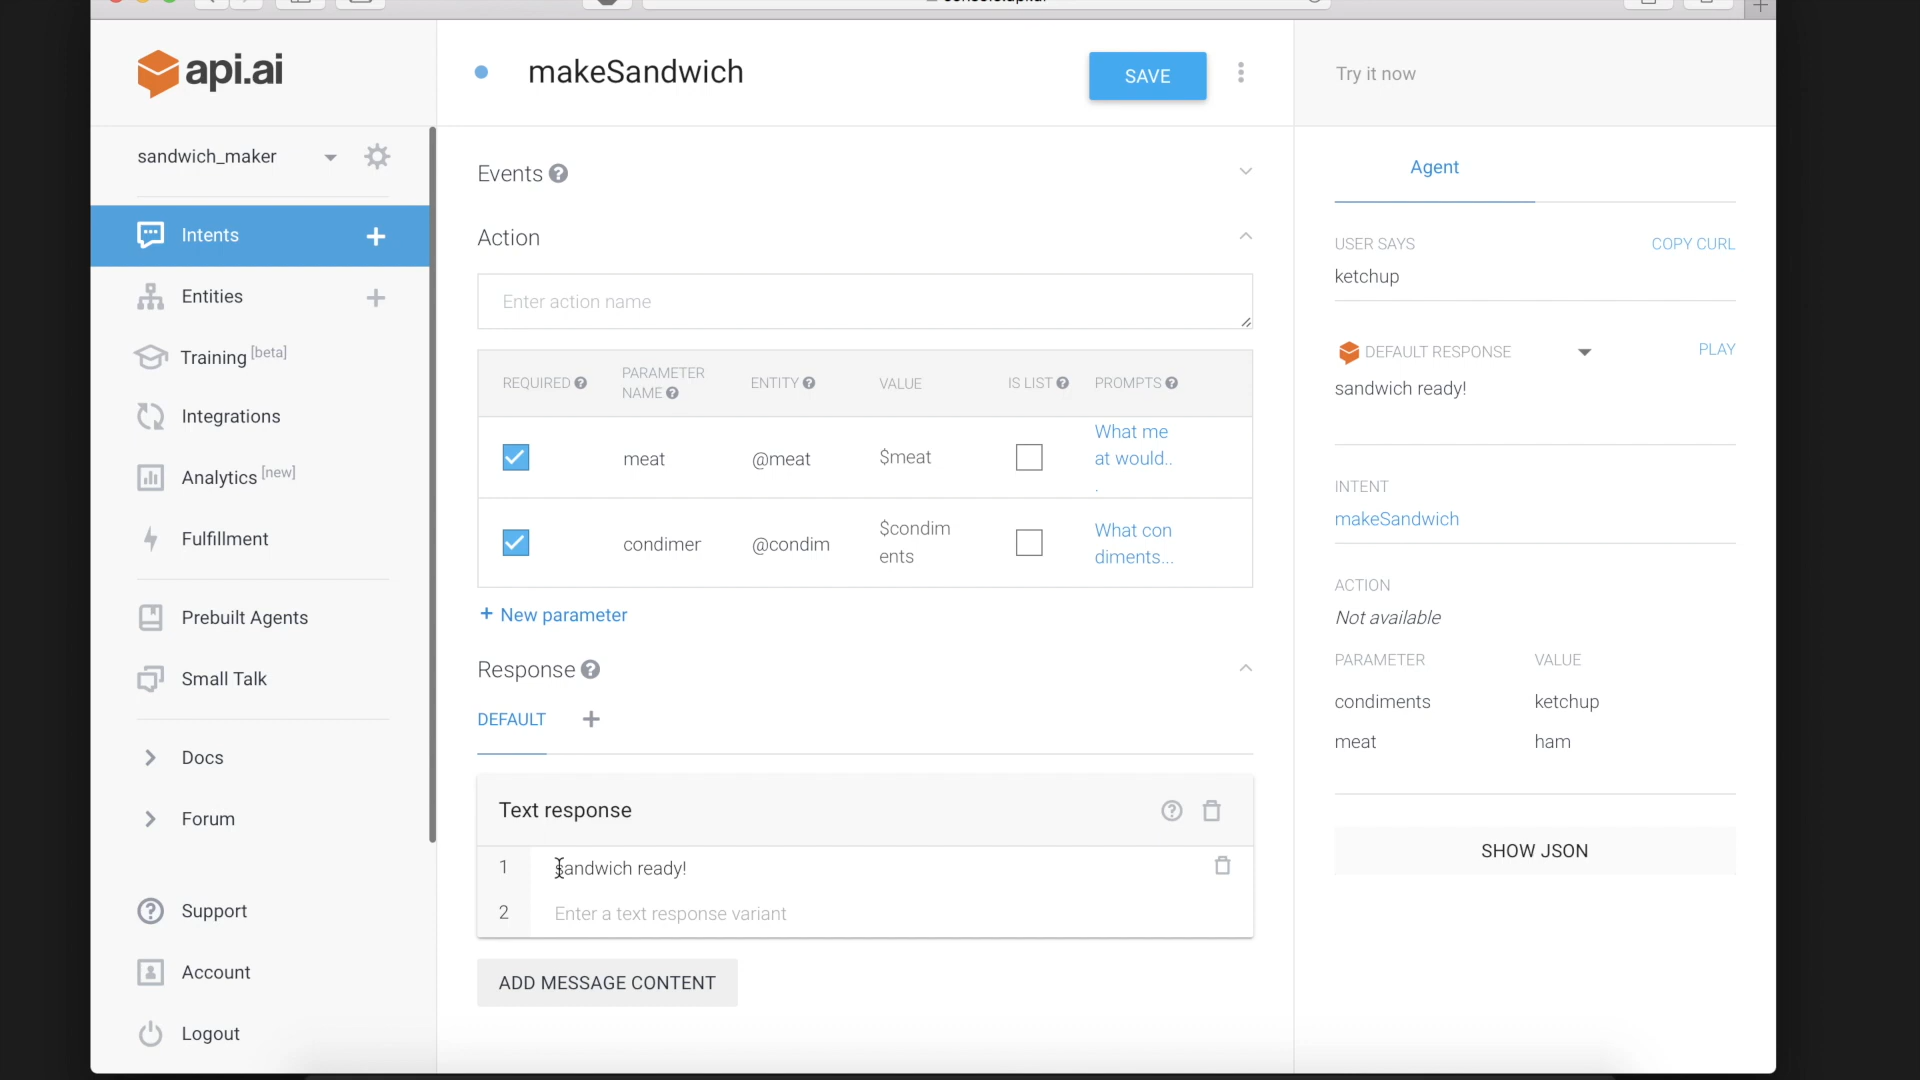 api.ai
makeSandwich
SAVE
Try it now
sandwich_maker
Intents
Entities
Training [beta]
Integrations
Analytics [new]
Fulfillment
Prebuilt Agents
Small Talk
Docs
Forum
Support
Account
Logout
Events
Action
Enter action name
REQUIRED PARAMETER NAME ENTITY VALUE IS LIST PROMPTS
meat @meat $meat What me
at would..
.
condimer @condim $condim
ents What con
diments...
+ New parameter
Response
DEFAULT +
Text response
1 sandwich ready!
2 Enter a text response variant
ADD MESSAGE CONTENT
Agent
USER SAYS COPY CURL
ketchup
DEFAULT RESPONSE PLAY
sandwich ready!
INTENT
makeSandwich
ACTION
Not available
PARAMETER VALUE
condiments ketchup
meat ham
SHOW JSON